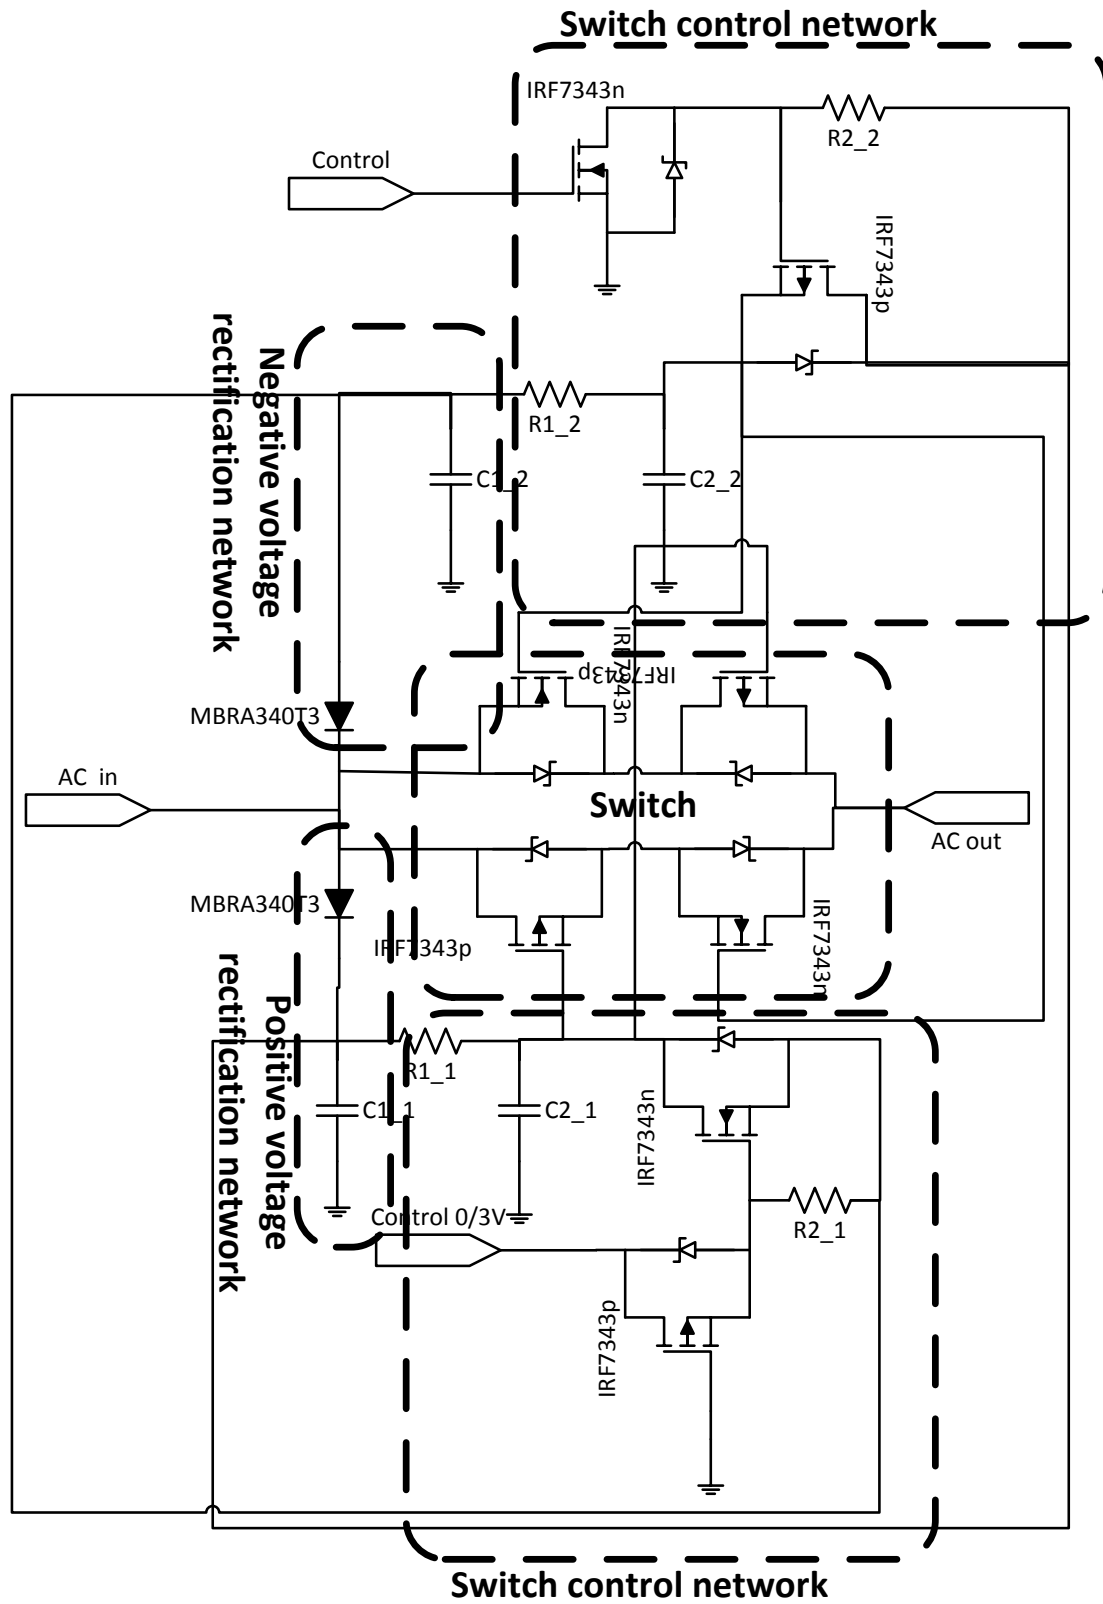 Switch control network
IRF7343n
Control
R2_2
IRF7343p
Negative voltage
rectification network
R1_2
C1_2
C2_2
IRF7343p
IRF7343n
MBRA340T3
AC in
Switch
AC out
MBRA340T3
IRF7343p
IRF7343n
Positive voltage
rectification network
R1_1
C1_1
C2_1
IRF7343n
Control 0/3V
R2_1
IRF7343p
Switch control network